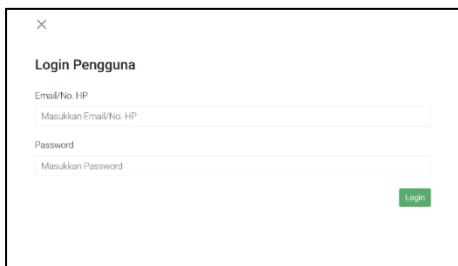 Login Pengguna
Email/No. HP
Masukkan Email/No. HP
Password
Masukkan Password
Login